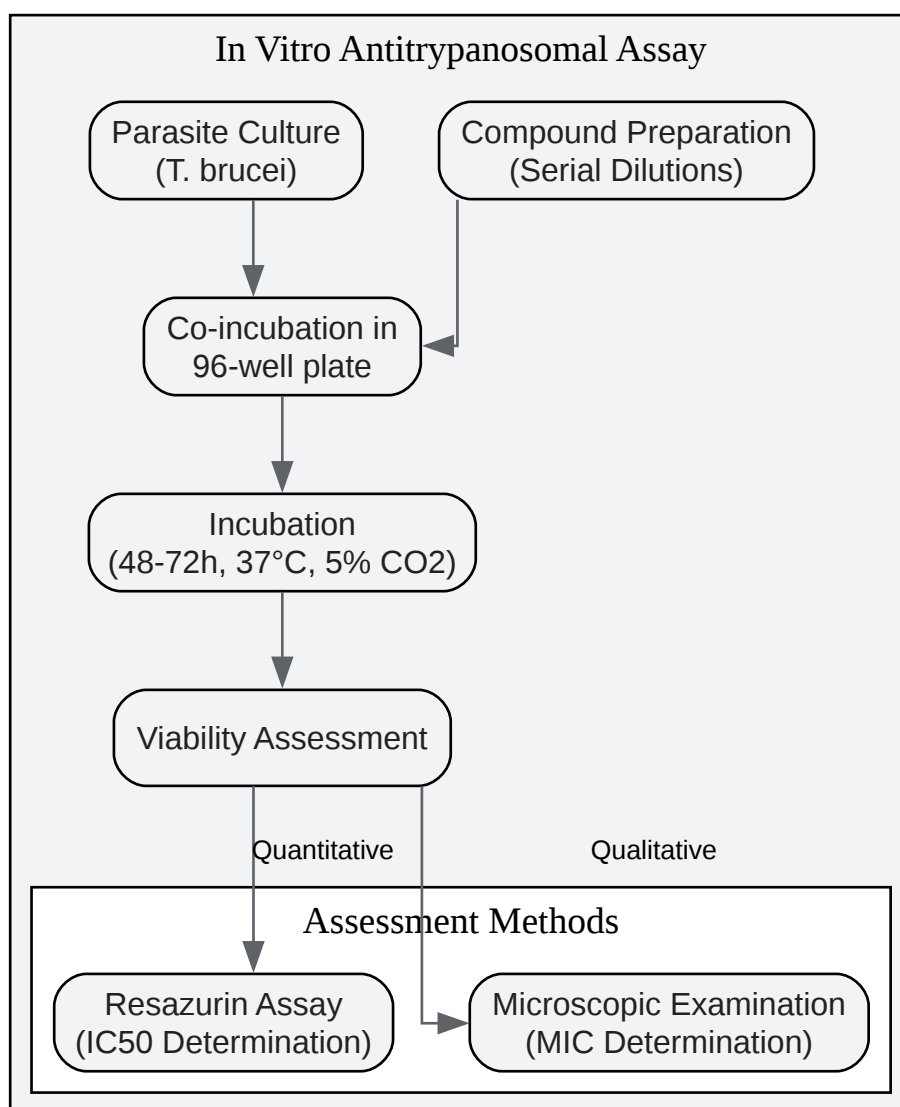 In Vitro Antitrypanosomal Assay
Parasite Culture
(T. brucei)
Compound Preparation
(Serial Dilutions)
Co-incubation in
96-well plate
Incubation
(48-72h, 37°C, 5% CO2)
Viability Assessment
Quantitative
Qualitative
Assessment Methods
Resazurin Assay
(IC50 Determination)
Microscopic Examination
(MIC Determination)